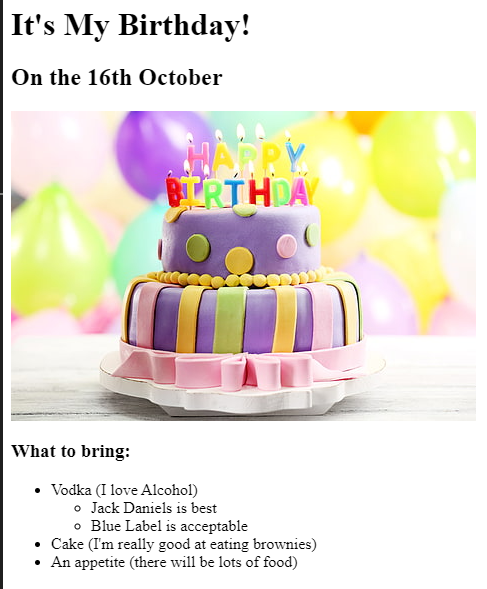 It's My Birthday!
On the 16th October
HAPPY
BIRTHDAY
What to bring:
Vodka (I love Alcohol)
Jack Daniels is best
Blue Label is acceptable
Cake (I'm really good at eating brownies)
An appetite (there will be lots of food)